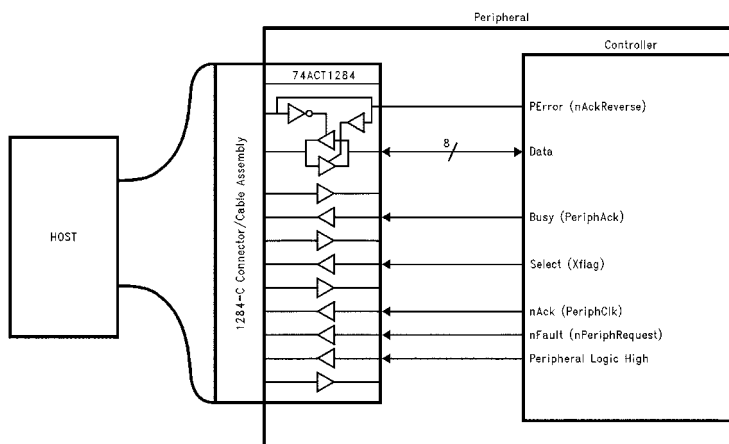 Peripheral
Controller
74ACT1284
PError (nAckReverse)
8
Data
HOST
1284-C Connector/Cable Assembly
Busy (PeriphAck)
Select (Xflag)
nAck (PeriphClk)
nFault (nPeriphRequest)
Peripheral Logic High